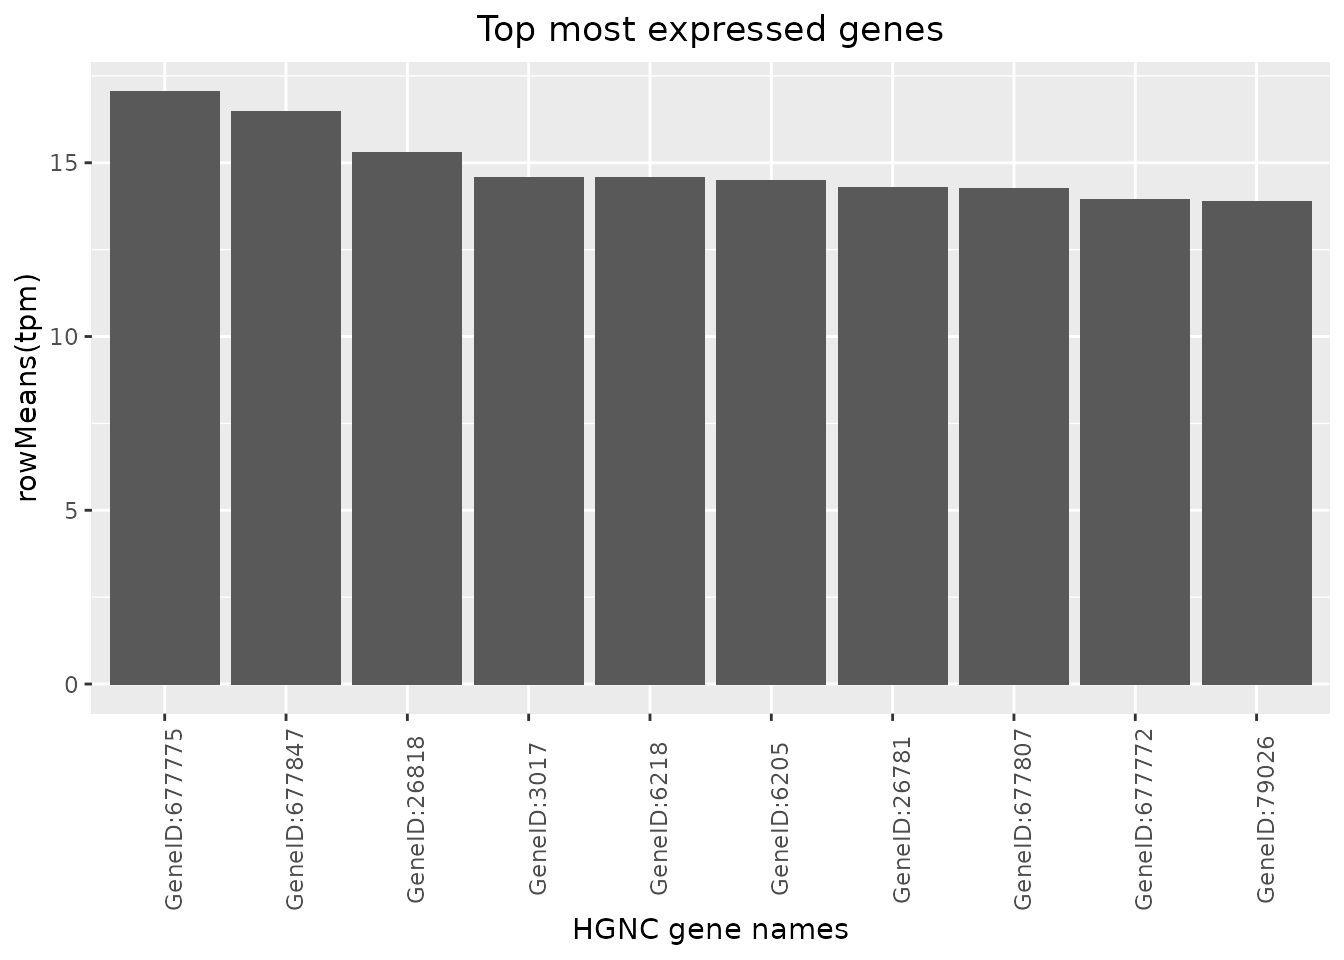 Top most expressed genes
rowMeans(tpm)
15
10
5
0
GeneID:677775
GeneID:677847
GeneID:26818
GeneID:3017
GeneID:6218
GeneID:6205
GeneID:26781
GeneID:677807
GeneID:677772
GeneID:79026
HGNC gene names